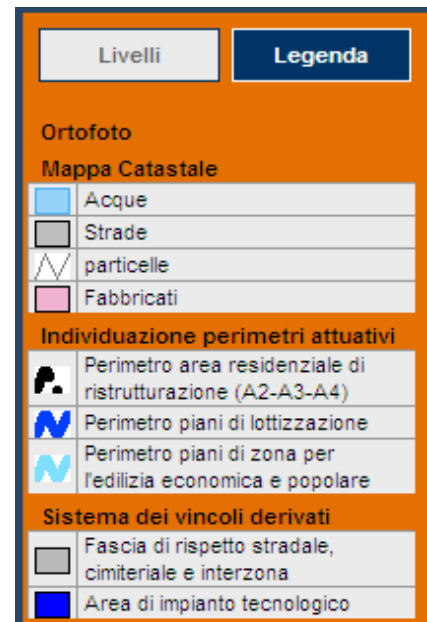 Livelli
Legenda
Ortofoto
Mappa Catastale
Acque
Strade
particelle
Fabbricati
Individuazione perimetri attuativi
Perimetro area residenziale di
ristrutturazione (A2-A3-A4)
Perimetro piani di lottizzazione
Perimetro piani di zona per
l'edilizia economica e popolare
Sistema dei vincoli derivati
Fascia di rispetto stradale,
cimiteriale e interzona
Area di impianto tecnologico